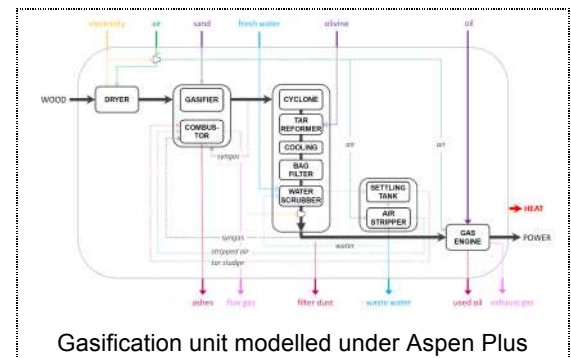 electricity air sand fresh water olivine oil
WOOD DRYER GASIFIER CYCLONE
COMBUS-
TOR
TAR
REFORMER
COOLING
BAG
FILTER
WATER
SCRUBBER
syngas
air air
SETTLING
TANK
AIR
STRIPPER
HEAT
GAS
ENGINE
POWER
syngas
stripped air
tar sludge
water
ashes flue gas filter dust waste water used oil exhaust gas
Gasification unit modelled under Aspen Plus